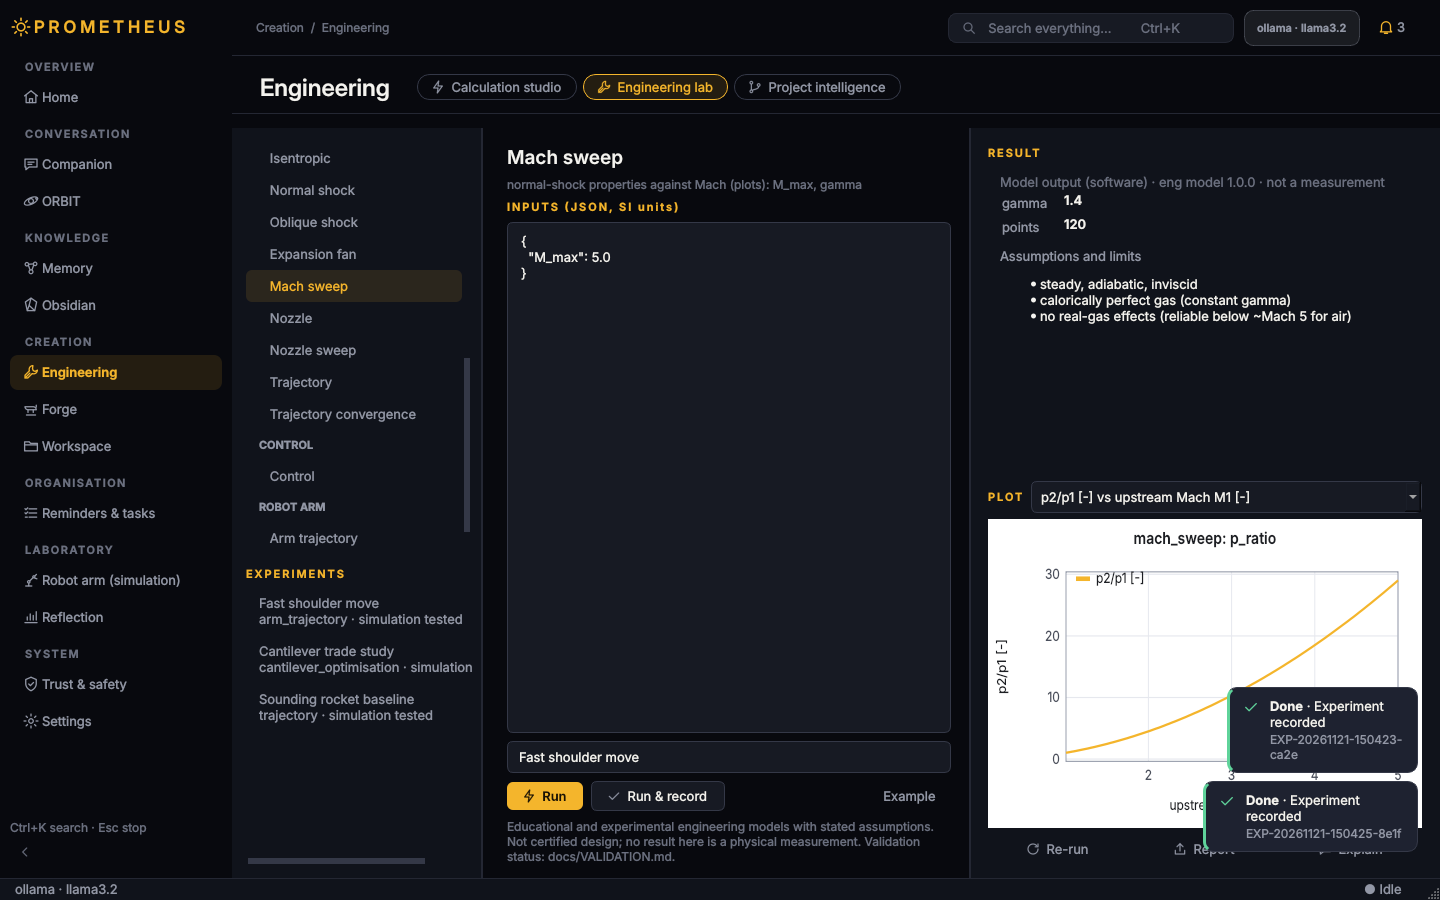 PROMETHEUS
Creation / Engineering
Search everything... Ctrl+K
ollama · llama3.2
3
OVERVIEW
Home
CONVERSATION
Companion
ORBIT
KNOWLEDGE
Memory
Obsidian
CREATION
Engineering
Forge
Workspace
ORGANISATION
Reminders & tasks
LABORATORY
Robot arm (simulation)
Reflection
SYSTEM
Trust & safety
Settings
Ctrl+K search · Esc stop
Engineering
Calculation studio
Engineering lab
Project intelligence
Isentropic
Normal shock
Oblique shock
Expansion fan
Mach sweep
Nozzle
Nozzle sweep
Trajectory
Trajectory convergence
CONTROL
Control
ROBOT ARM
Arm trajectory
EXPERIMENTS
Fast shoulder move
arm_trajectory · simulation tested
Cantilever trade study
cantilever_optimisation · simulation
Sounding rocket baseline
trajectory · simulation tested
Mach sweep
normal-shock properties against Mach (plots): M_max, gamma
INPUTS (JSON, SI units)
{
"M_max": 5.0
}
Fast shoulder move
Run
Run & record
Example
Educational and experimental engineering models with stated assumptions.
Not certified design; no result here is a physical measurement. Validation
status: docs/VALIDATION.md.
RESULT
Model output (software) · eng model 1.0.0 · not a measurement
gamma 1.4
points 120
Assumptions and limits
• steady, adiabatic, inviscid
• calorically perfect gas (constant gamma)
• no real-gas effects (reliable below ~Mach 5 for air)
PLOT
p2/p1 [-] vs upstream Mach M1 [-]
mach_sweep: p_ratio
p2/p1 [-]
30
20
10
0
p2/p1 [-]
2 3 4 5
upstre
Done · Experiment
recorded
EXP-20261121-150423-
ca2e
Done · Experiment
recorded
EXP-20261121-150425-8e1f
Re-run
Report
Explain
ollama · llama3.2
Idle